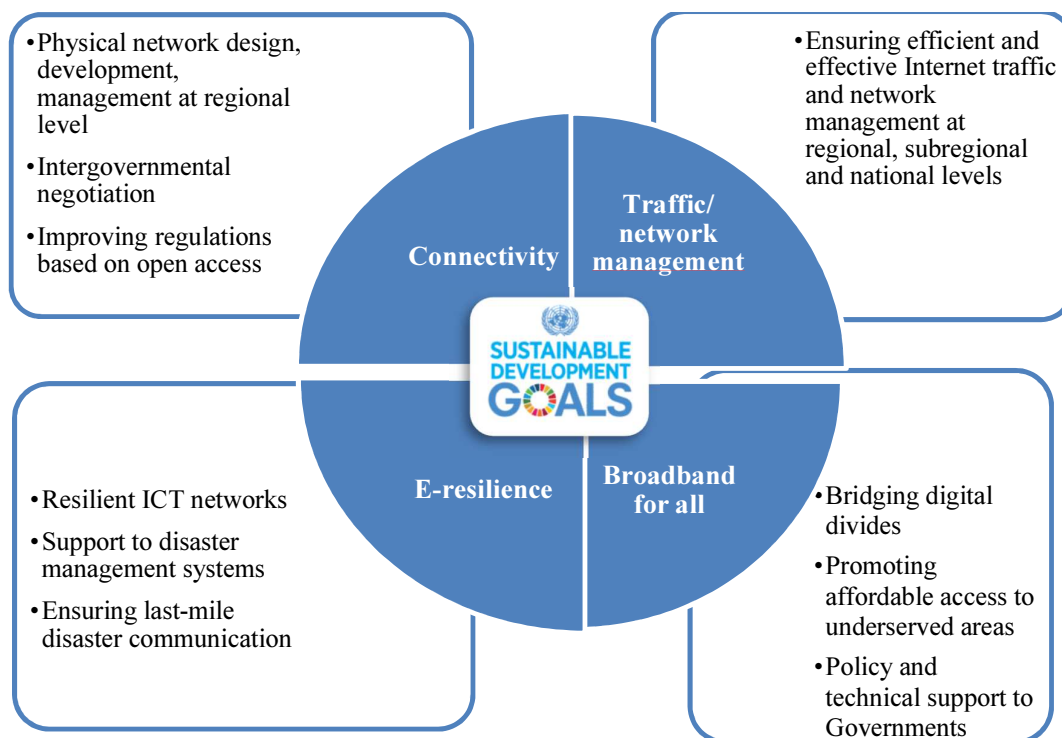 •Physical network design,
development,
management at regional
level
•Intergovernmental
negotiation
•Improving regulations
based on open access
•Ensuring efficient and
effective Internet traffic
and network
management at
regional, subregional
and national levels
Connectivity
Traffic/
network
management
SUSTAINABLE
DEVELOPMENT
GOALS
E-resilience
Broadband
for all
•Resilient ICT networks
•Support to disaster
management systems
•Ensuring last-mile
disaster communication
•Bridging digital
divides
•Promoting
affordable access to
underserved areas
•Policy and
technical support to
Governments